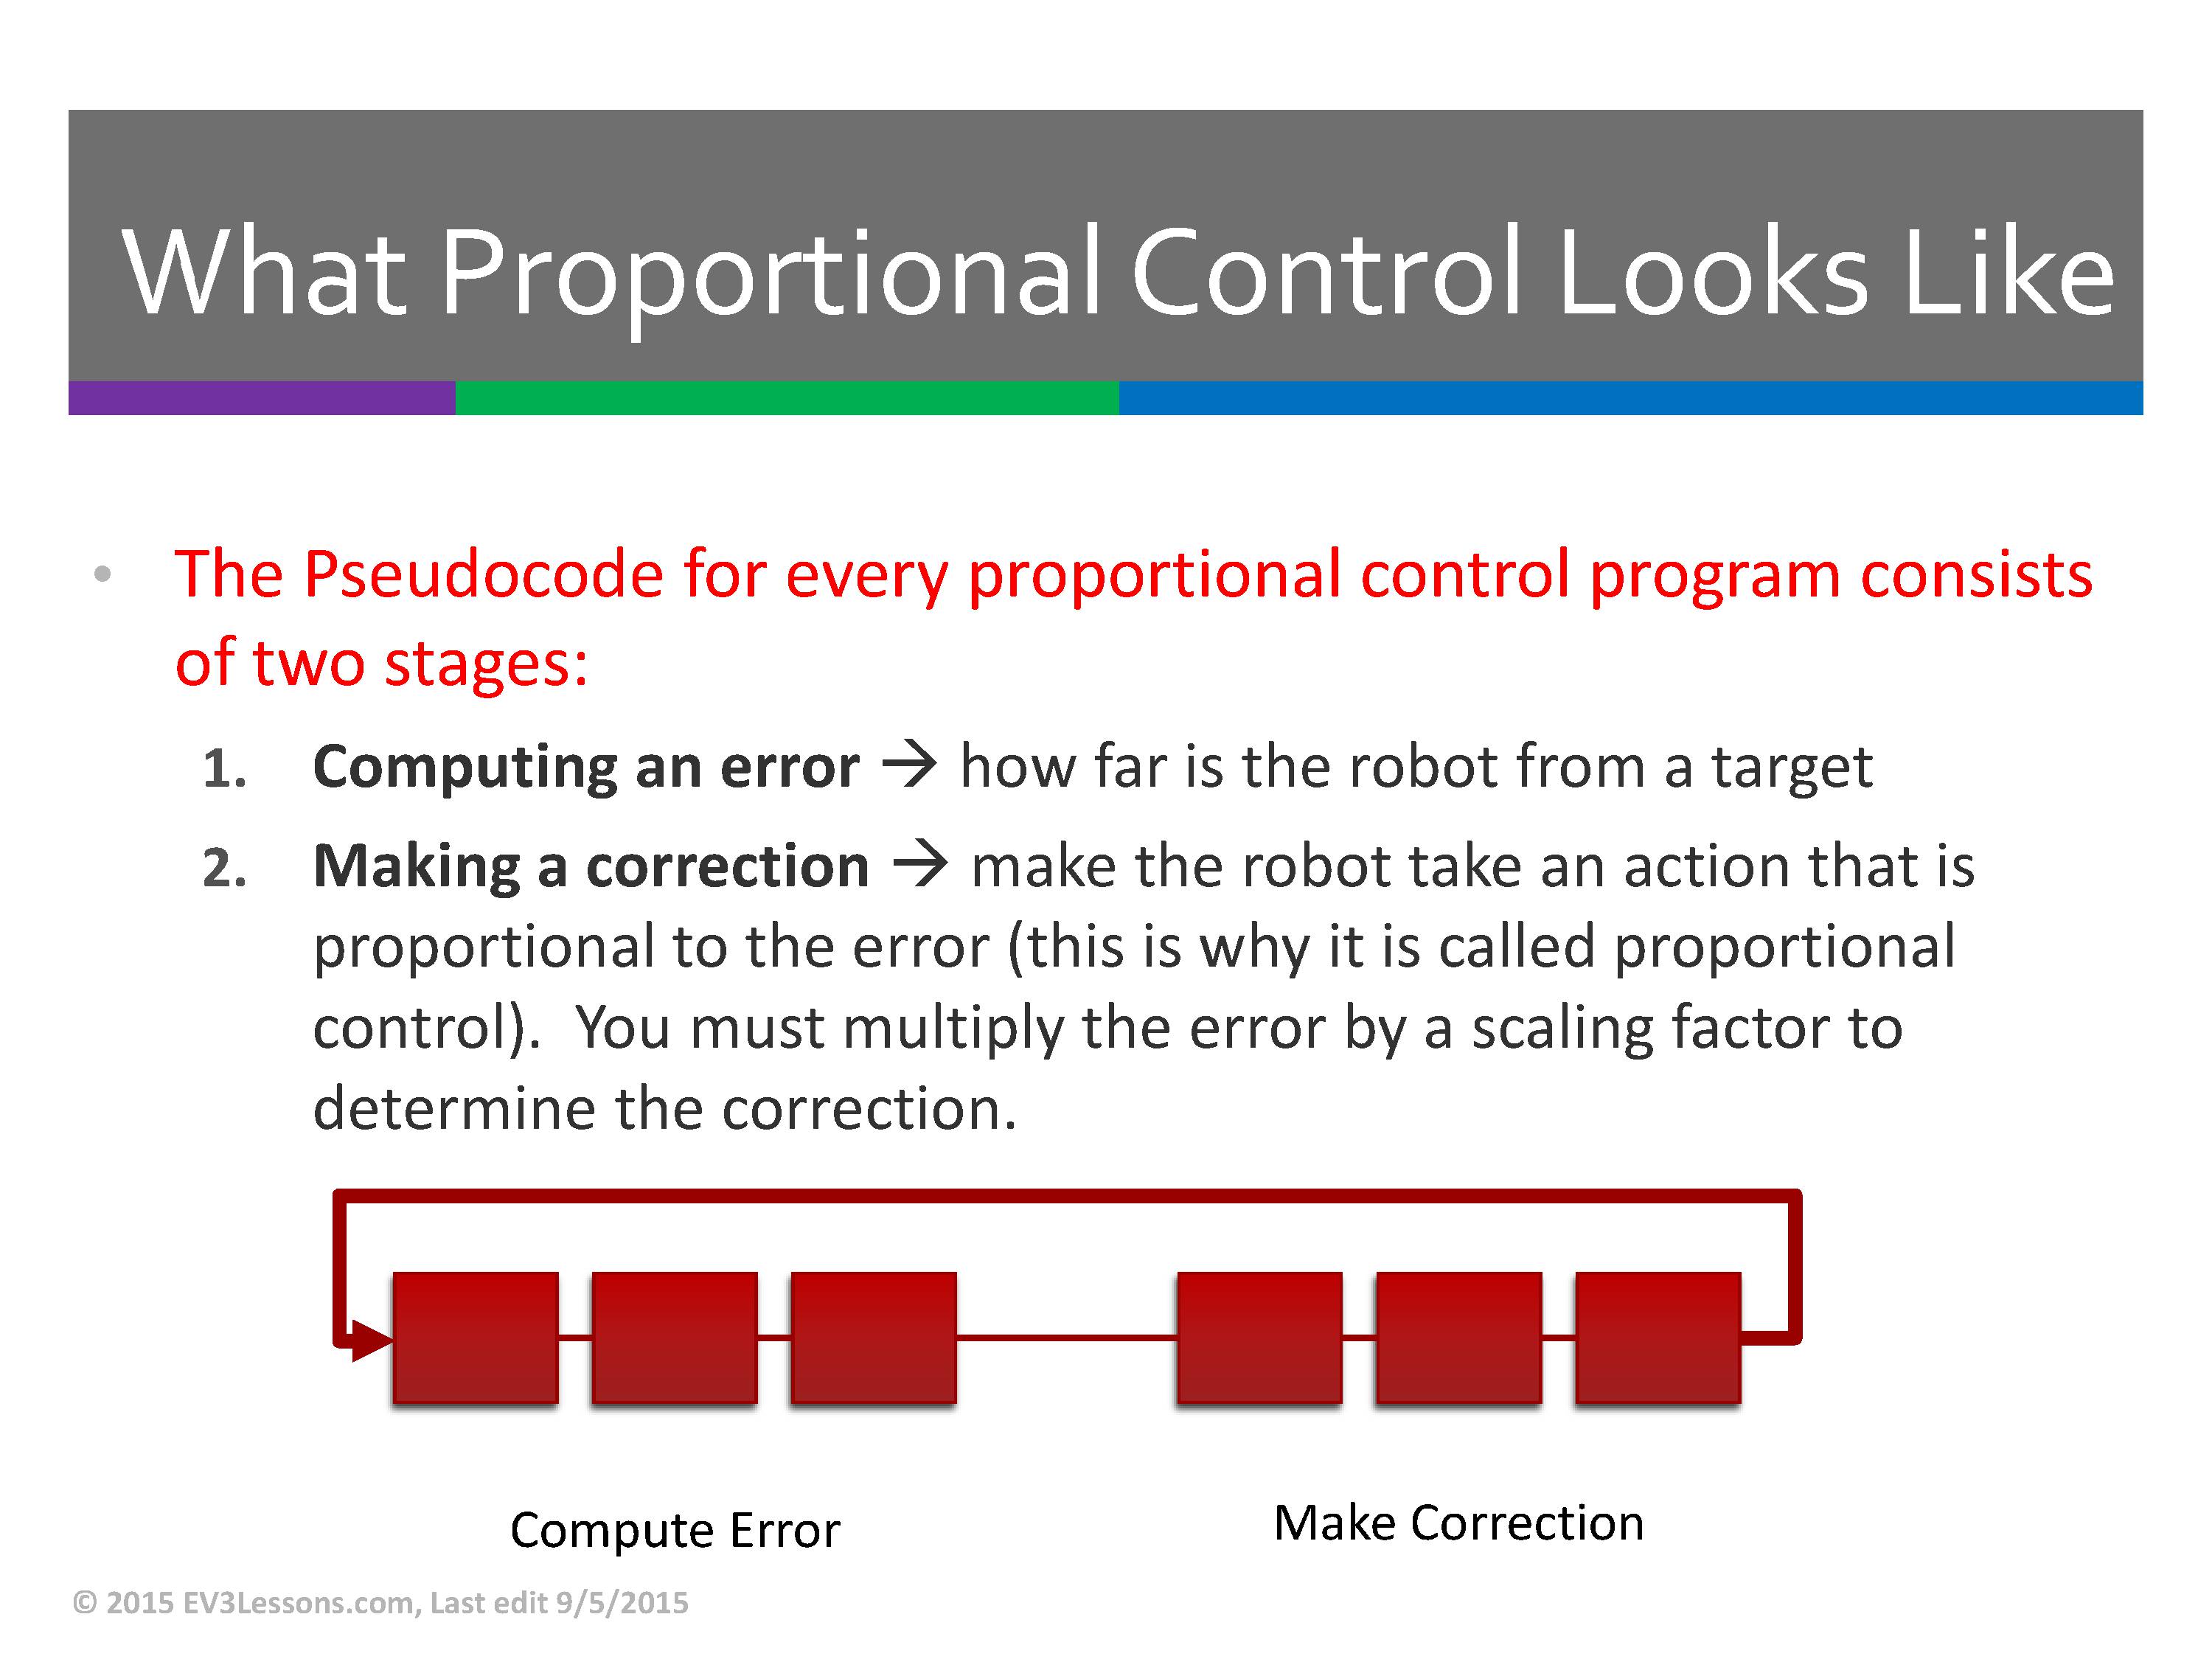 What Proportional Control Looks Like
• The Pseudocode for every proportional control program consists
of two stages:
1. Computing an error → how far is the robot from a target
2. Making a correction → make the robot take an action that is
proportional to the error (this is why it is called proportional
control).  You must multiply the error by a scaling factor to
determine the correction.
Compute Error
Make Correction
© 2015 EV3Lessons.com, Last edit 9/5/2015